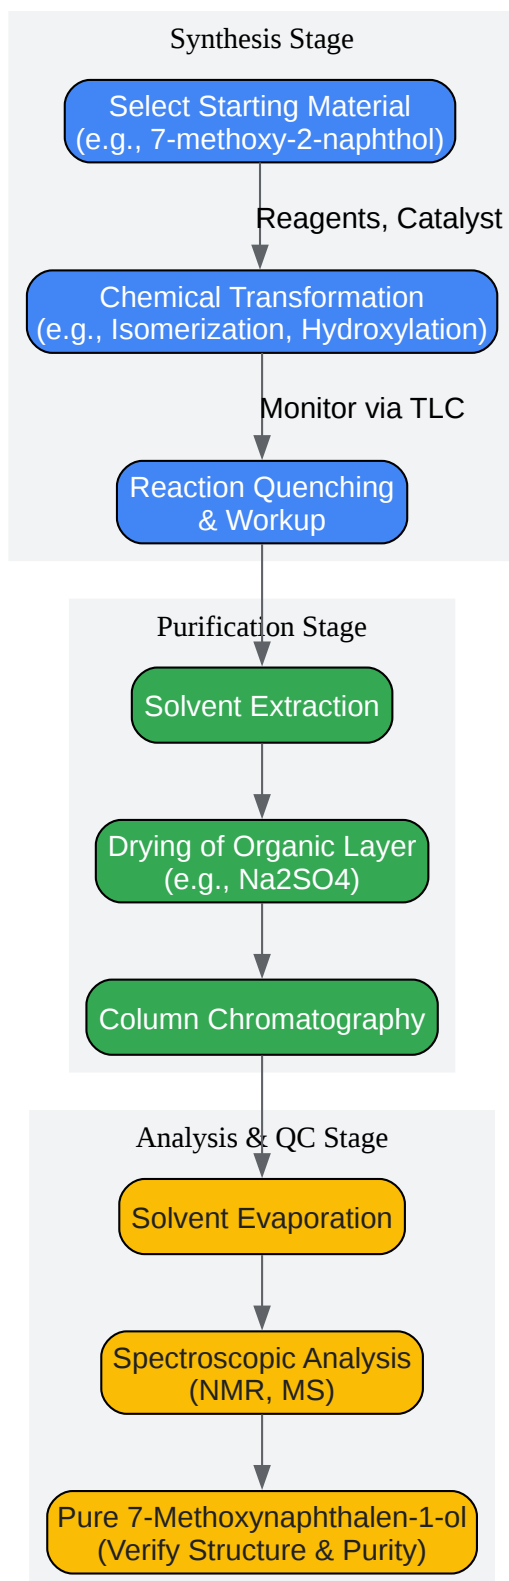 Synthesis Stage
Select Starting Material
(e.g., 7-methoxy-2-naphthol)
Reagents, Catalyst
Chemical Transformation
(e.g., Isomerization, Hydroxylation)
Monitor via TLC
Reaction Quenching
& Workup
Purification Stage
Solvent Extraction
Drying of Organic Layer
(e.g., Na2SO4)
Column Chromatography
Analysis & QC Stage
Solvent Evaporation
Spectroscopic Analysis
(NMR, MS)
Pure 7-Methoxynaphthalen-1-ol
(Verify Structure & Purity)